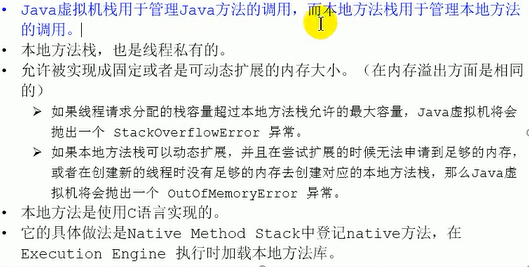 • Java虚拟机栈用于管理Java方法的调用，而本地方法栈用于管理本地方法
的调用。
• 本地方法栈，也是线程私有的。
• 允许被实现成固定或者是可动态扩展的内存大小。（在内存溢出方面是相同
的）
➢ 如果线程请求分配的栈容量超过本地方法栈允许的最大容量，Java虚拟机将会
抛出一个 StackOverflowError 异常。
➢ 如果本地方法栈可以动态扩展，并且在尝试扩展的时候无法申请到足够的内存，
或者在创建新的线程时没有足够的内存去创建对应的本地方法栈，那么Java虚
拟机将会抛出一个 OutOfMemoryError 异常。
• 本地方法是使用C语言实现的。
• 它的具体做法是Native Method Stack中登记native方法，在
Execution Engine 执行时加载本地方法库。